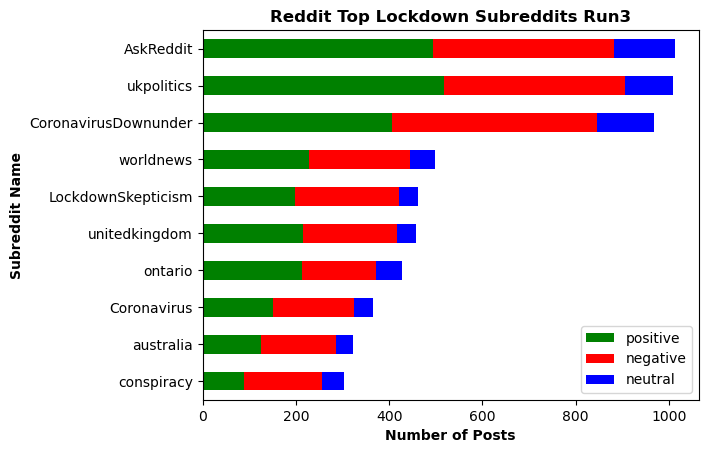 Reddit Top Lockdown Subreddits Run3
Subreddit Name
AskReddit
ukpolitics
CoronavirusDownunder
worldnews
LockdownSkepticism
unitedkingdom
ontario
Coronavirus
australia
conspiracy
positive
negative
neutral
0 200 400 600 800 1000
Number of Posts